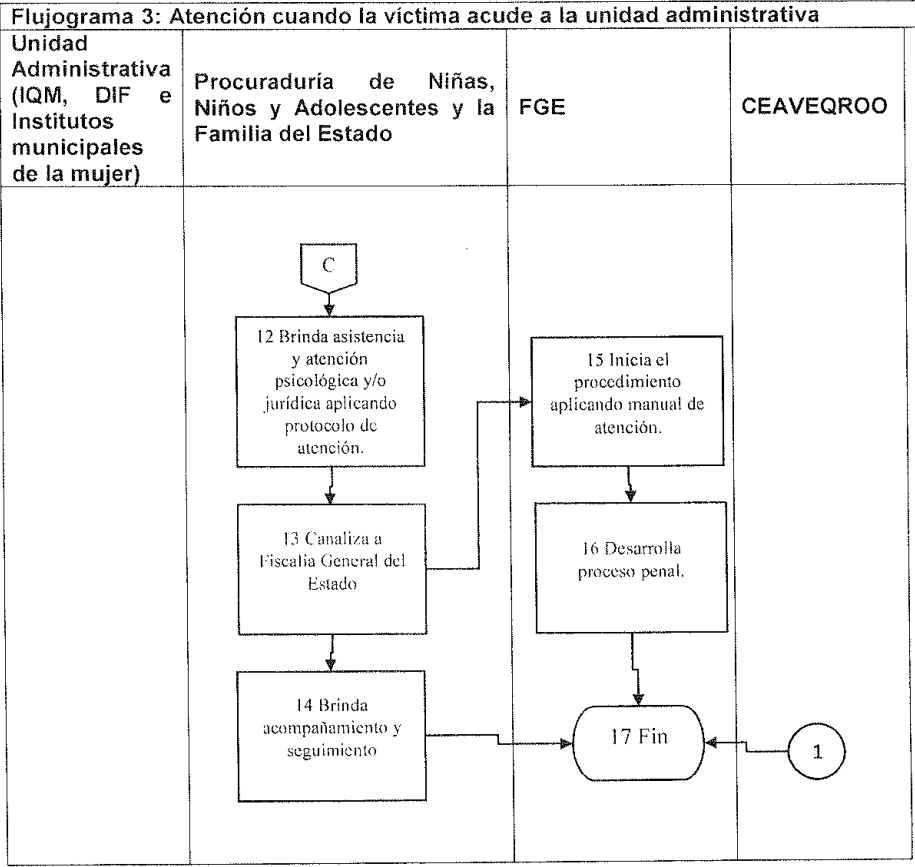 Flujograma 3: Atención cuando la víctima acude a la unidad administrativa
Unidad
Administrativa
(IQM, DIF e
Institutos
municipales
de la mujer)
Procuraduría de Niñas,
Niños y Adolescentes y la
Familia del Estado
FGE
CEAVEQROO
C
12 Brinda asistencia
y atención
psicológica y/o
jurídica aplicando
protocolo de
atención.
13 Canaliza a
Fiscalía General del
Estado
14 Brinda
acompañamiento y
seguimiento
15 Inicia el
procedimiento
aplicando manual de
atención.
16 Desarrolla
proceso penal.
17 Fin
1